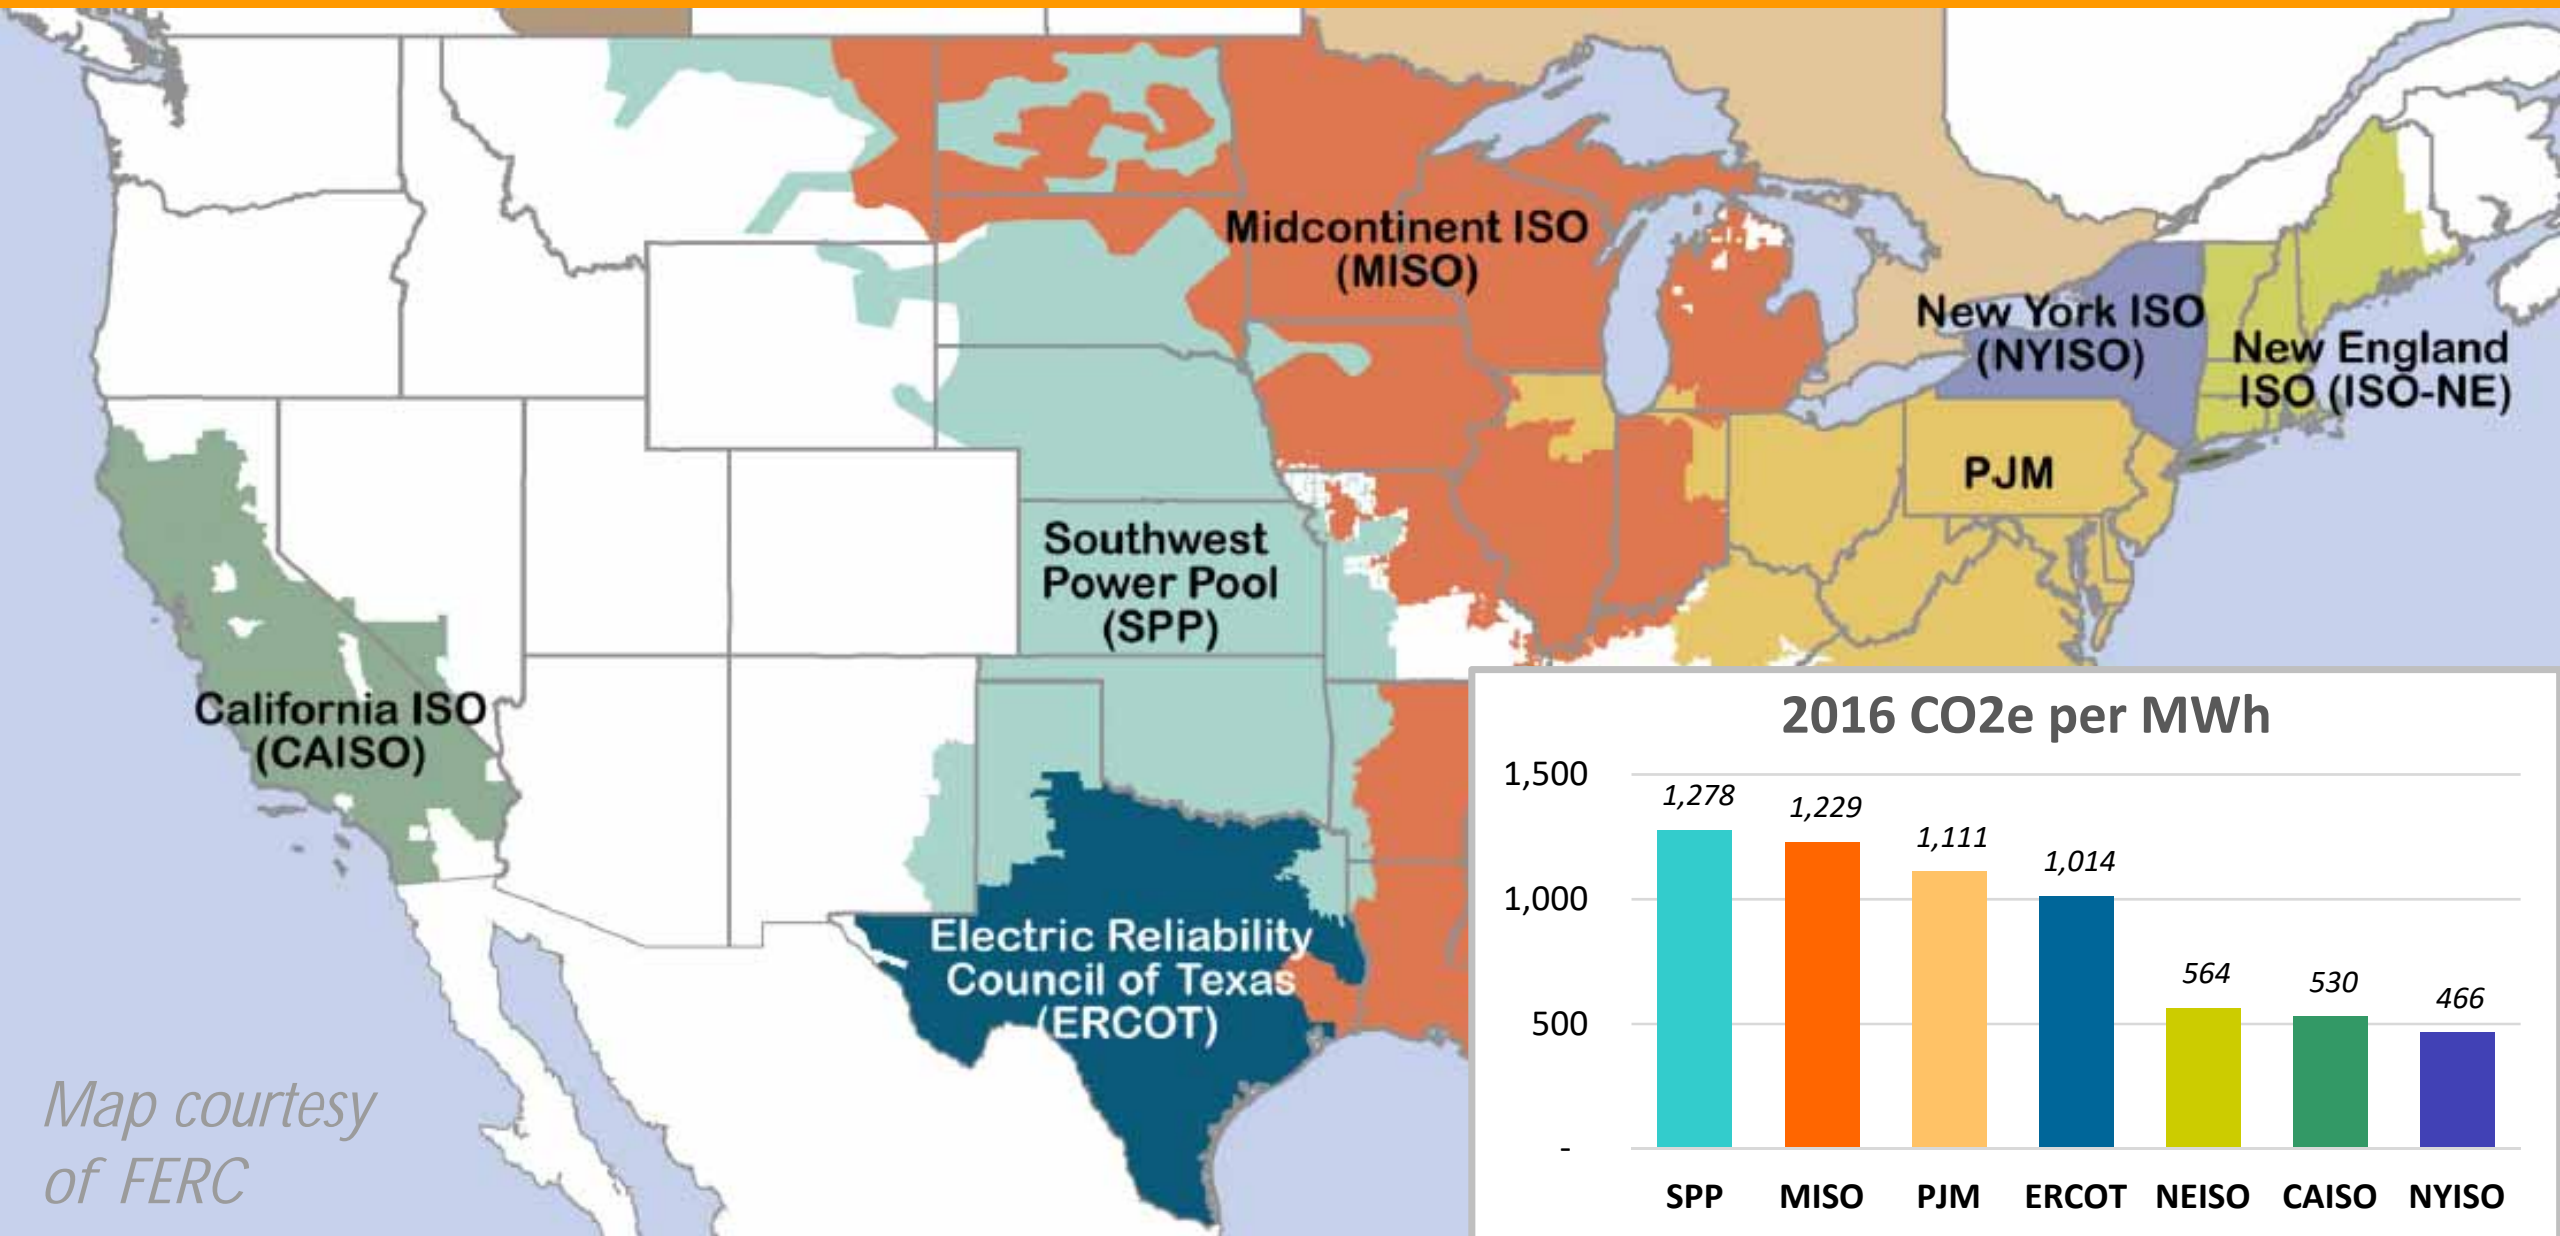 Midcontinent ISO
(MISO)
New York ISO
(NYISO)
New England
ISO (ISO-NE)
PJM
Southwest
Power Pool
(SPP)
California ISO
(CAISO)
Electric Reliability
Council of Texas
(ERCOT)
Map courtesy
of FERC
2016 CO2e per MWh
1,500
1,000
500
-
1,278
1,229
1,111
1,014
564
530
466
SPP MISO PJM ERCOT NEISO CAISO NYISO